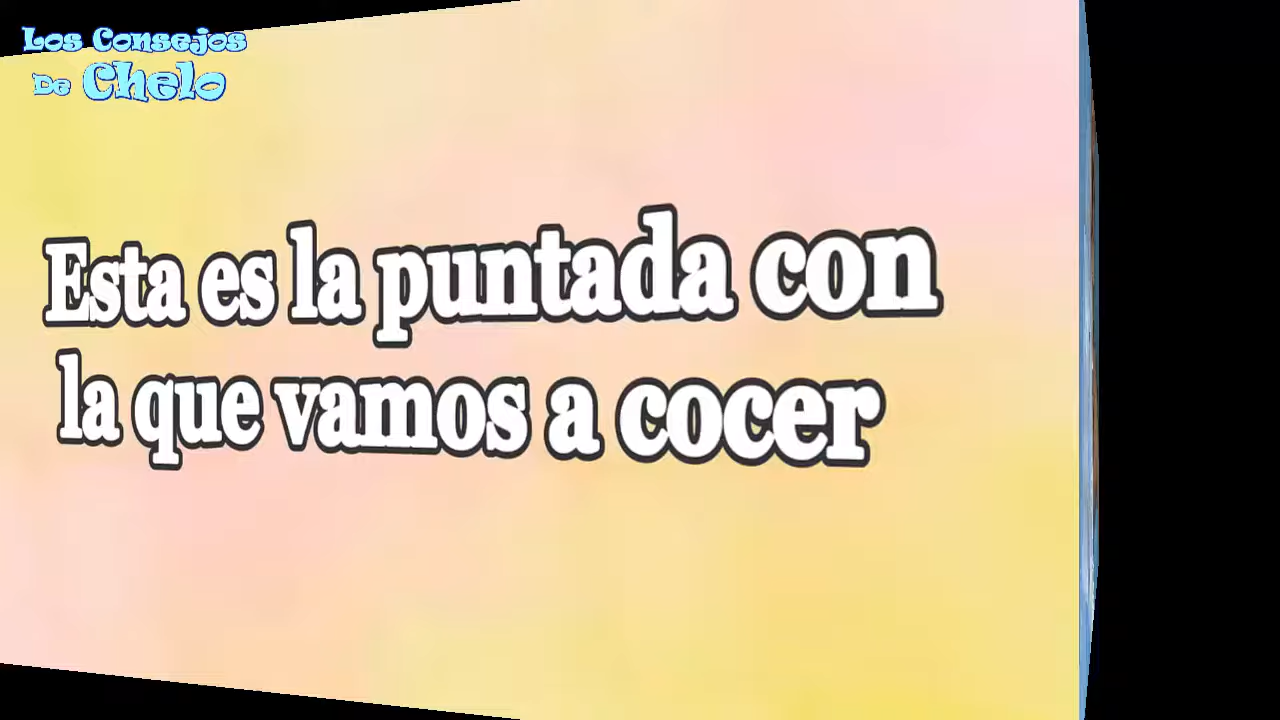 Los Consejos
De Chelo
Esta es la puntada con
la que vamos a cocer